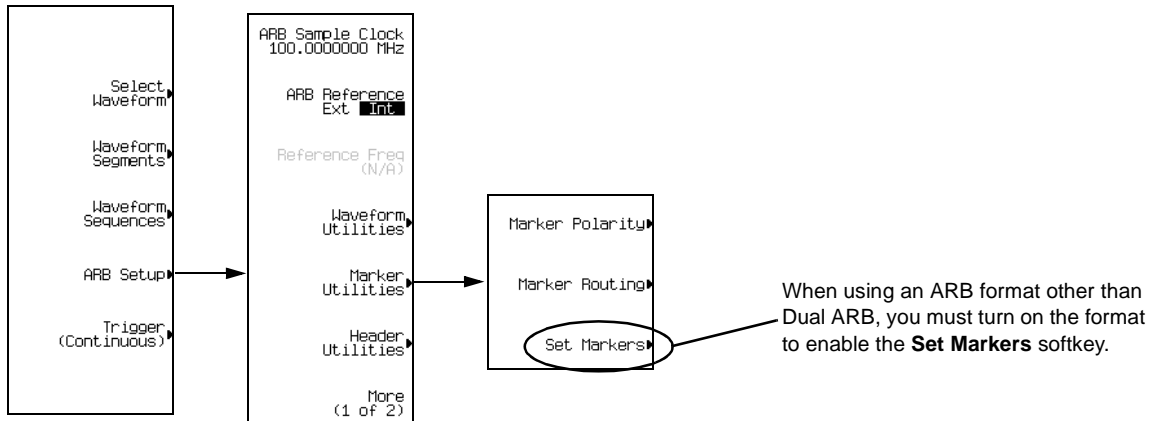 Select
Waveform
Waveform
Segments
Waveform
Sequences
ARB Setup
Trigger
(Continuous)
ARB Sample Clock
100.0000000 MHz
ARB Reference
Ext Int
Reference Freq
(N/A)
Waveform
Utilities
Marker
Utilities
Header
Utilities
More
(1 of 2)
Marker Polarity
Marker Routing
Set Markers
When using an ARB format other than
Dual ARB, you must turn on the format
to enable the Set Markers softkey.